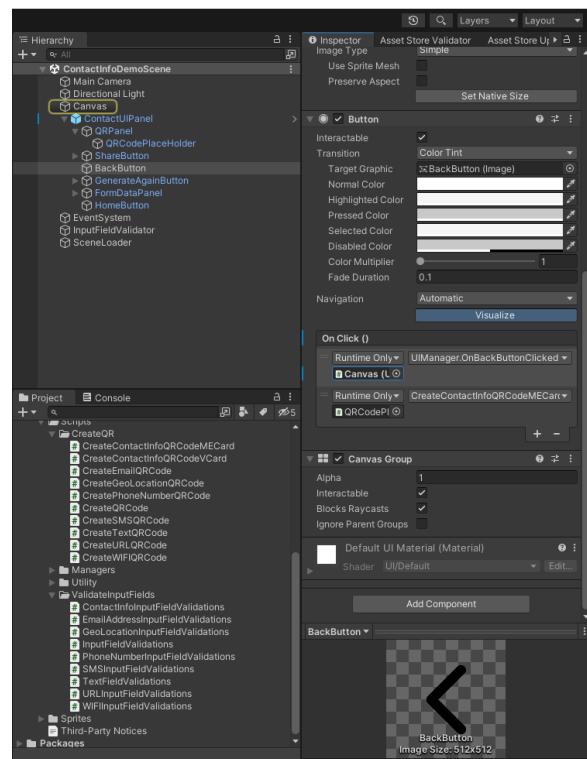 Layers
Layout
Hierarchy
All
ContactInfoDemoScene
Main Camera
Directional Light
Canvas
ContactUIPanel
QRPanel
QRCodePlaceHolder
ShareButton
BackButton
GenerateAgainButton
FormDataPanel
HomeButton
EventSystem
InputFieldValidator
SceneLoader
Project
Console
5
Scripts
CreateQR
CreateContactInfoQRCodeMECard
CreateContactInfoQRCodeVCard
CreateEmailQRCode
CreateGeoLocationQRCode
CreatePhoneNumberQRCode
CreateQRCode
CreateSMSQRCode
CreateTextQRCode
CreateURLQRCode
CreateWIFIQRCode
Managers
Utility
ValidateInputFields
ContactInfoInputFieldValidations
EmailAddressInputFieldValidations
GeoLocationInputFieldValidations
InputFieldValidations
PhoneNumberInputFieldValidations
SMSInputFieldValidations
TextFieldValidations
URLInputFieldValidations
WIFIInputFieldValidations
Sprites
Third-Party Notices
Packages
Inspector
Asset Store Validator
Asset Store U
Image Type
Simple
Use Sprite Mesh
Preserve Aspect
Set Native Size
Button
Interactable
Transition
Color Tint
Target Graphic
BackButton (Image)
Normal Color
Highlighted Color
Pressed Color
Selected Color
Disabled Color
Color Multiplier
1
Fade Duration
0.1
Navigation
Automatic
Visualize
On Click ()
Runtime Only
UIManager.OnBackButtonClicked
Canvas (L
Runtime Only
CreateContactInfoQRCodeMECar
QRCodePl
+ −
Canvas Group
Alpha
1
Interactable
Blocks Raycasts
Ignore Parent Groups
Default UI Material (Material)
Shader
UI/Default
Edit...
Add Component
BackButton
BackButton
Image Size: 512x512